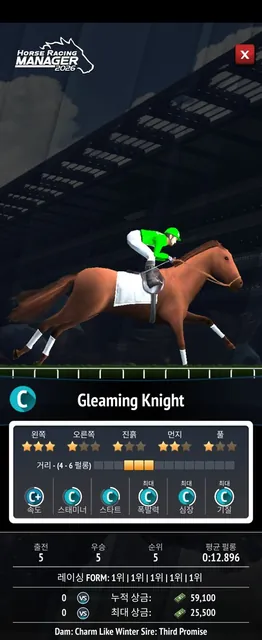 HORSE RACING
MANAGER
2026
X
C
Gleaming Knight
왼쪽 오른쪽 진흙 먼지 풀
거리 - (4 - 6 펄롱)
최대 최대 최대
C+ C C C C C
속도 스태미너 스타트 폭발력 심장 기질
출전 우승 순위 평균 펄롱
5 5 5 0:12.896
레이싱 FORM: 1위 | 1위 | 1위 | 1위 | 1위
0 VS 누적 상금: 59,100
0 VS 최대 상금: 25,500
Dam: Charm Like Winter Sire: Third Promise